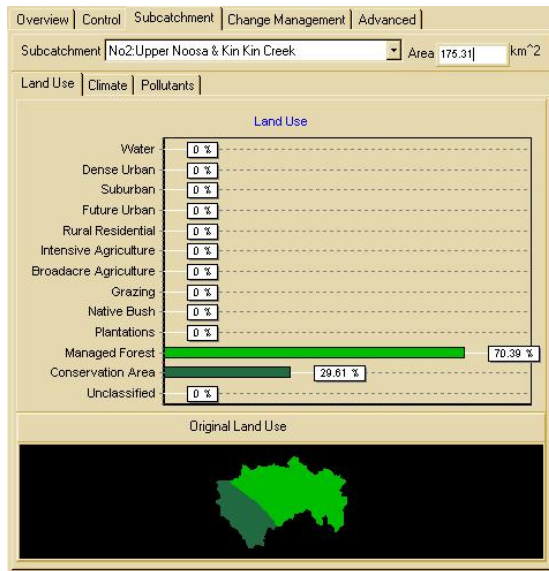 Overview Control Subcatchment Change Management Advanced
Subcatchment No2:Upper Noosa & Kin Kin Creek Area 175.31 km^2
Land Use Climate Pollutants
Land Use
Water 0 %
Dense Urban 0 %
Suburban 0 %
Future Urban 0 %
Rural Residential 0 %
Intensive Agriculture 0 %
Broadacre Agriculture 0 %
Grazing 0 %
Native Bush 0 %
Plantations 0 %
Managed Forest 70.39 %
Conservation Area 29.61 %
Unclassified 0 %
Original Land Use